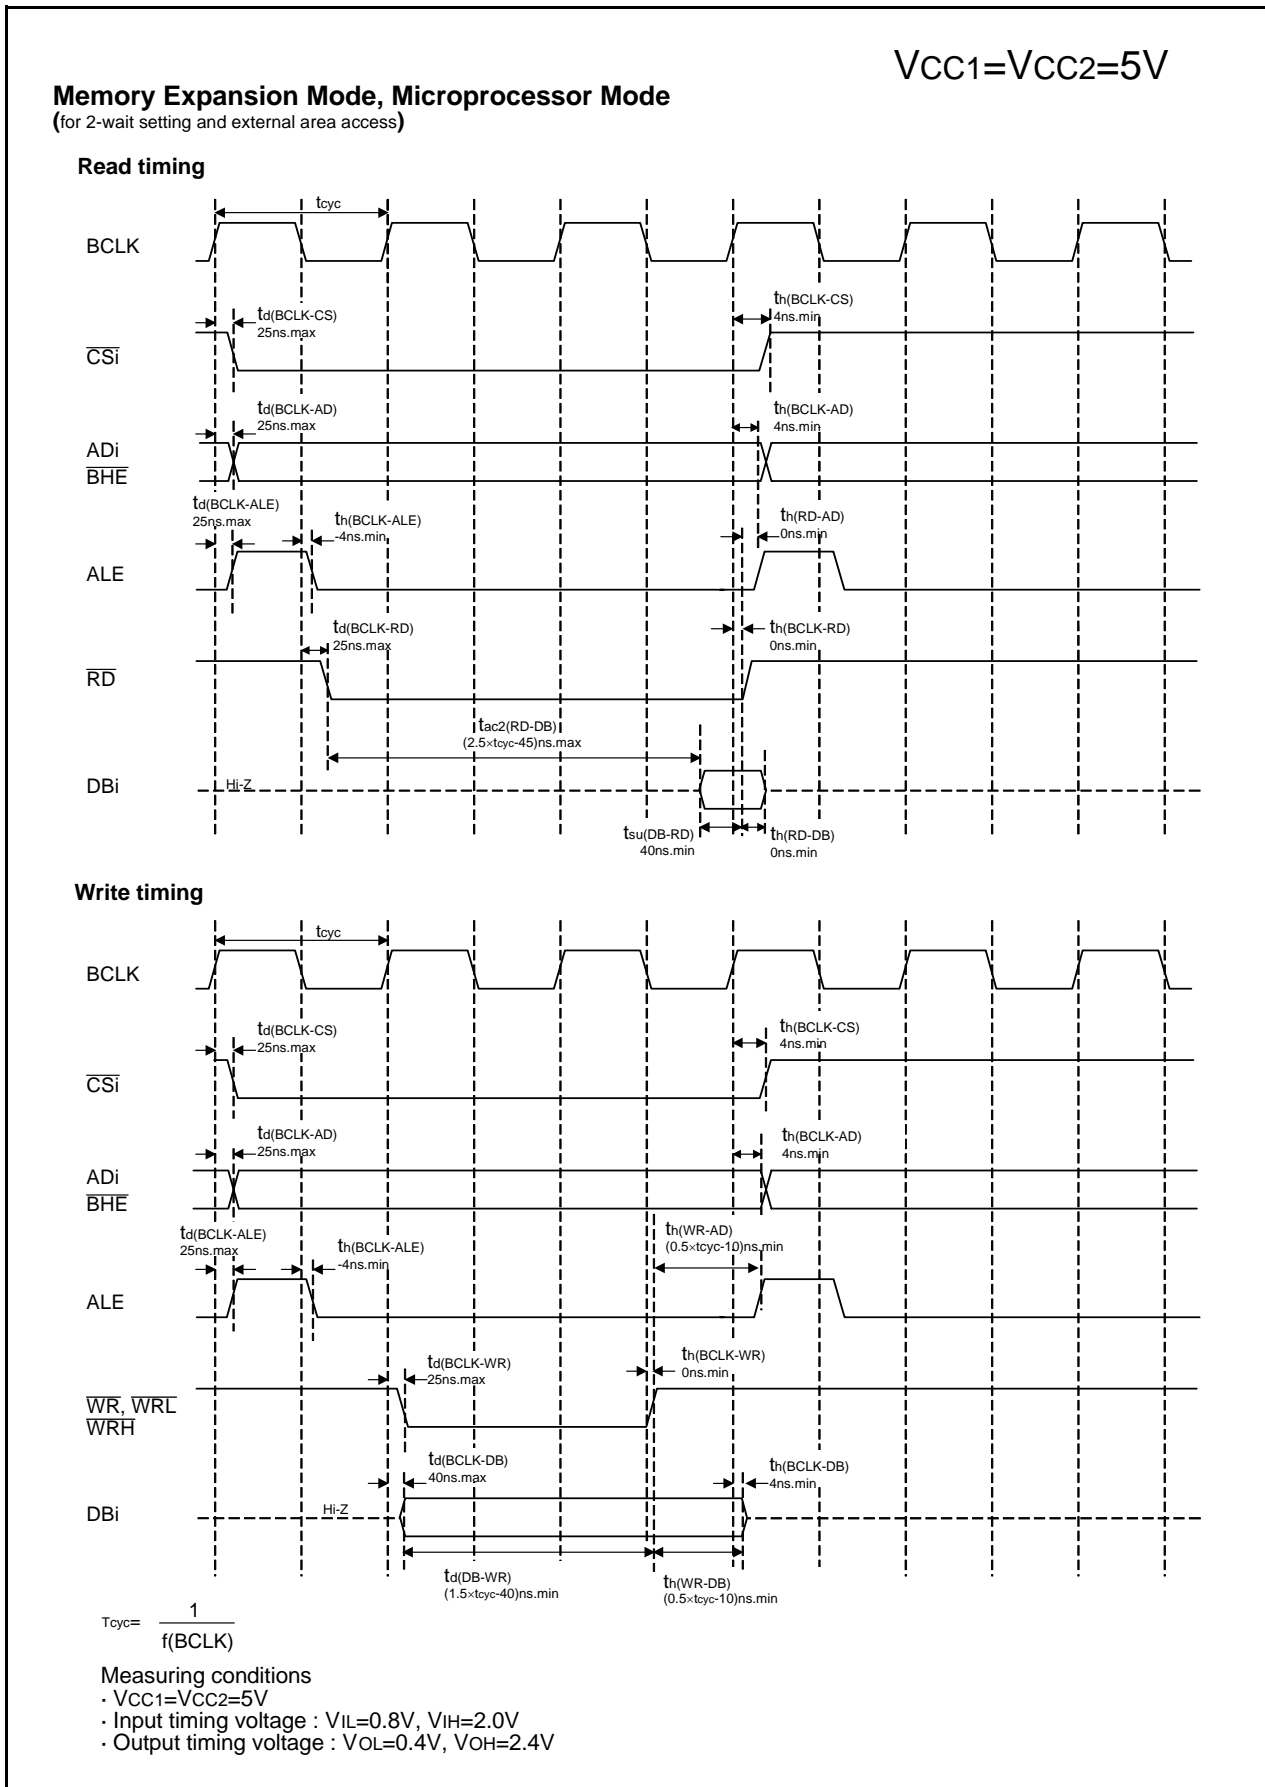 VCC1=VCC2=5V
Memory Expansion Mode, Microprocessor Mode
(for 2-wait setting and external area access)
Read timing
tcyc
BCLK
td(BCLK-CS)
25ns.max
th(BCLK-CS)
4ns.min
CSi
td(BCLK-AD)
25ns.max
th(BCLK-AD)
4ns.min
ADi
BHE
td(BCLK-ALE)
25ns.max
th(BCLK-ALE)
-4ns.min
th(RD-AD)
0ns.min
ALE
td(BCLK-RD)
25ns.max
th(BCLK-RD)
0ns.min
RD
tac2(RD-DB)
(2.5×tcyc-45)ns.max
DBi
Hi-Z
tsu(DB-RD)
40ns.min
th(RD-DB)
0ns.min
Write timing
tcyc
BCLK
td(BCLK-CS)
25ns.max
th(BCLK-CS)
4ns.min
CSi
td(BCLK-AD)
25ns.max
th(BCLK-AD)
4ns.min
ADi
BHE
td(BCLK-ALE)
25ns.max
th(BCLK-ALE)
-4ns.min
th(WR-AD)
(0.5×tcyc-10)ns.min
ALE
td(BCLK-WR)
25ns.max
th(BCLK-WR)
0ns.min
WR, WRL
WRH
td(BCLK-DB)
40ns.max
th(BCLK-DB)
4ns.min
DBi
Hi-Z
td(DB-WR)
(1.5×tcyc-40)ns.min
th(WR-DB)
(0.5×tcyc-10)ns.min
Tcyc=
1
f(BCLK)
Measuring conditions
· VCC1=VCC2=5V
· Input timing voltage : VIL=0.8V, VIH=2.0V
· Output timing voltage : VOL=0.4V, VOH=2.4V